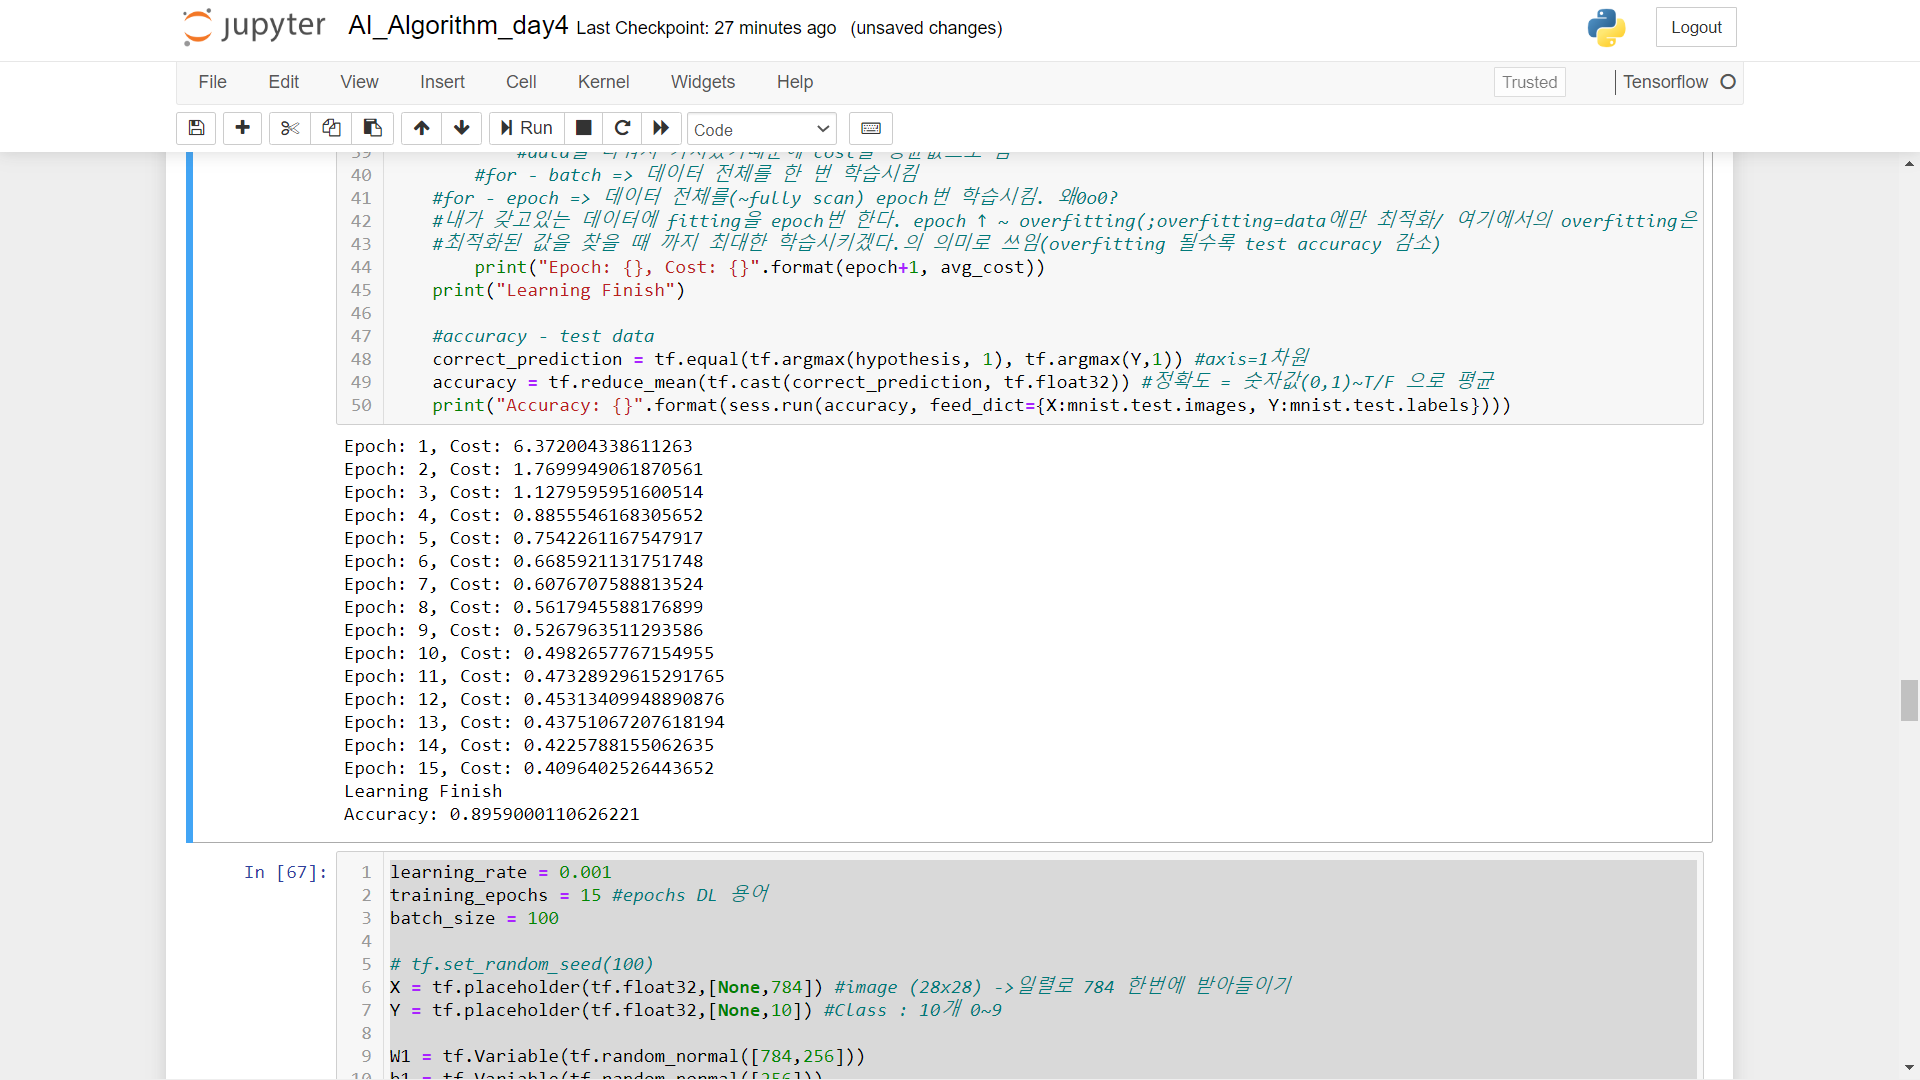 jupyter AI_Algorithm_day4 Last Checkpoint: 27 minutes ago (unsaved changes) Logout
File Edit View Insert Cell Kernel Widgets Help Trusted Tensorflow
Run Code
40 #for - batch => 데이터 전체를 한 번 학습시킴
41 #for - epoch => 데이터 전체를(~fully scan) epoch번 학습시킴. 왜0o0?
42 #내가 갖고있는 데이터에 fitting을 epoch번 한다. epoch ↑ ~ overfitting(;overfitting=data에만 최적화/ 여기에서의 overfitting은
43 #최적화된 값을 찾을 때 까지 최대한 학습시키겠다.의 의미로 쓰임(overfitting 될수록 test accuracy 감소)
44 print("Epoch: {}, Cost: {}".format(epoch+1, avg_cost))
45 print("Learning Finish")
46
47 #accuracy - test data
48 correct_prediction = tf.equal(tf.argmax(hypothesis, 1), tf.argmax(Y,1)) #axis=1차원
49 accuracy = tf.reduce_mean(tf.cast(correct_prediction, tf.float32)) #정확도 = 숫자값(0,1)~T/F 으로 평균
50 print("Accuracy: {}".format(sess.run(accuracy, feed_dict={X:mnist.test.images, Y:mnist.test.labels})))
Epoch: 1, Cost: 6.372004338611263
Epoch: 2, Cost: 1.7699949061870561
Epoch: 3, Cost: 1.1279595951600514
Epoch: 4, Cost: 0.8855546168305652
Epoch: 5, Cost: 0.7542261167547917
Epoch: 6, Cost: 0.6685921131751748
Epoch: 7, Cost: 0.6076707588813524
Epoch: 8, Cost: 0.5617945588176899
Epoch: 9, Cost: 0.5267963511293586
Epoch: 10, Cost: 0.4982657767154955
Epoch: 11, Cost: 0.47328929615291765
Epoch: 12, Cost: 0.45313409948890876
Epoch: 13, Cost: 0.43751067207618194
Epoch: 14, Cost: 0.4225788155062635
Epoch: 15, Cost: 0.4096402526443652
Learning Finish
Accuracy: 0.8959000110626221
In [67]: 1 learning_rate = 0.001
2 training_epochs = 15 #epochs DL 용어
3 batch_size = 100
4
5 # tf.set_random_seed(100)
6 X = tf.placeholder(tf.float32,[None,784]) #image (28x28) ->일렬로 784 한번에 받아들이기
7 Y = tf.placeholder(tf.float32,[None,10]) #Class : 10개 0~9
8
9 W1 = tf.Variable(tf.random_normal([784,256]))
10 b1 = tf.Variable(tf.random_normal([256]))